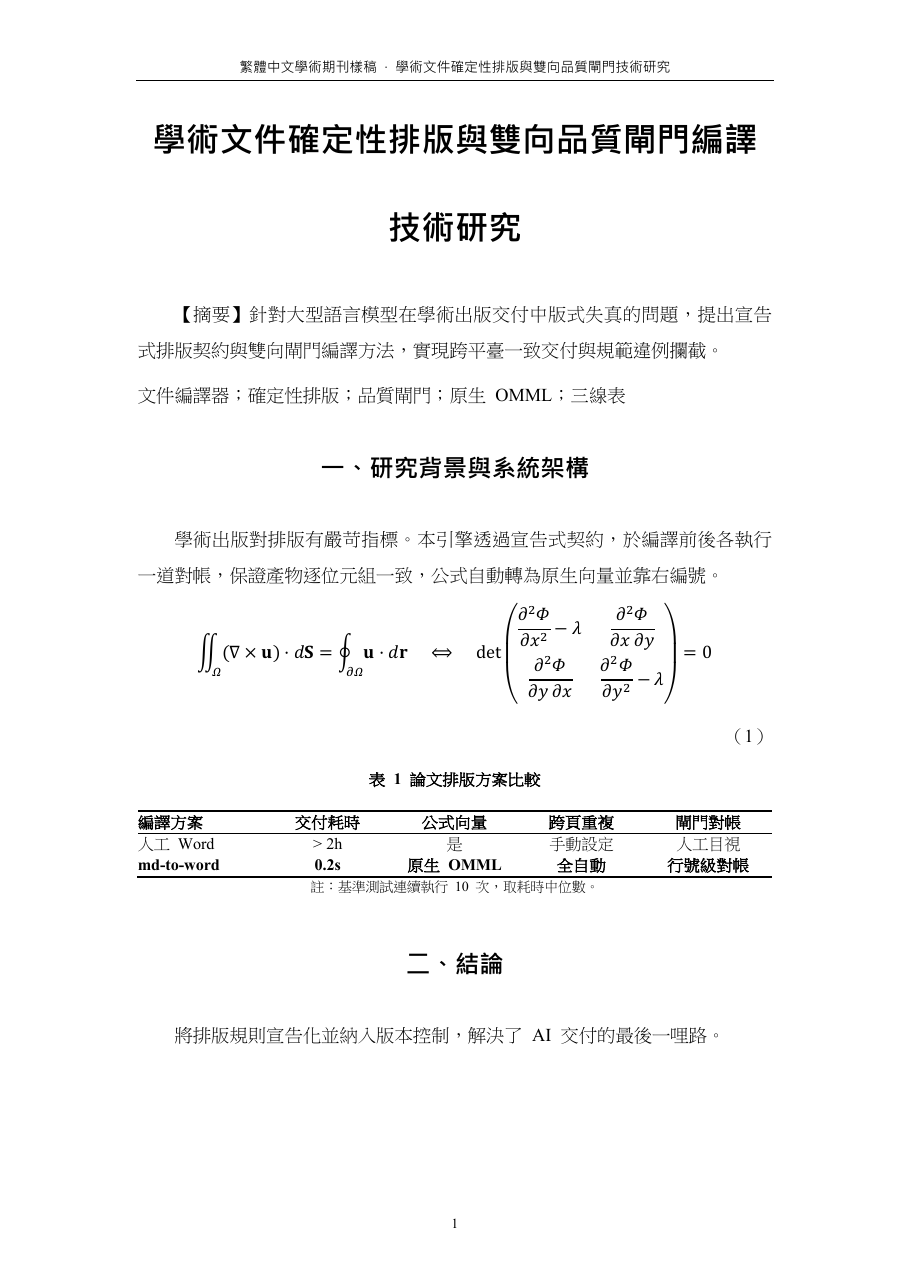 繁體中文學術期刊樣稿 · 學術文件確定性排版與雙向品質閘門技術研究
學術文件確定性排版與雙向品質閘門編譯
技術研究
【摘要】針對大型語言模型在學術出版交付中版式失真的問題，提出宣告
式排版契約與雙向閘門編譯方法，實現跨平臺一致交付與規範違例攔截。
文件編譯器；確定性排版；品質閘門；原生 OMML；三線表
一、研究背景與系統架構
學術出版對排版有嚴苛指標。本引擎透過宣告式契約，於編譯前後各執行
一道對帳，保證產物逐位元組一致，公式自動轉為原生向量並靠右編號。
∬_Ω (∇ × u) · dS = ∮_∂Ω u · dr ⟺ det( ∂²Φ/∂x² − λ   ∂²Φ/∂x ∂y ; ∂²Φ/∂y ∂x   ∂²Φ/∂y² − λ ) = 0
（1）
表 1 論文排版方案比較
編譯方案 交付耗時 公式向量 跨頁重複 閘門對帳
人工 Word > 2h 是 手動設定 人工目視
md-to-word 0.2s 原生 OMML 全自動 行號級對帳
註：基準測試連續執行 10 次，取耗時中位數。
二、結論
將排版規則宣告化並納入版本控制，解決了 AI 交付的最後一哩路。
1